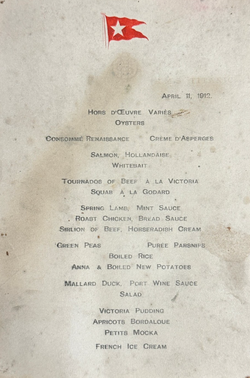 April 11, 1912.
Hors d'Œuvre Variés
Oysters
Consommé Renaissance Crème d'Asperges
Salmon, Hollandaise
Whitebait
Tournados of Beef à la Victoria
Squab à la Godard
Spring Lamb, Mint Sauce
Roast Chicken, Bread Sauce
Sirloin of Beef, Horseradish Cream
Green Peas Puree Parsnips
Boiled Rice
Anna & Boiled New Potatoes
Mallard Duck, Port Wine Sauce
Salad
Victoria Pudding
Apricots Bordaloue
Petits Mocka
French Ice Cream